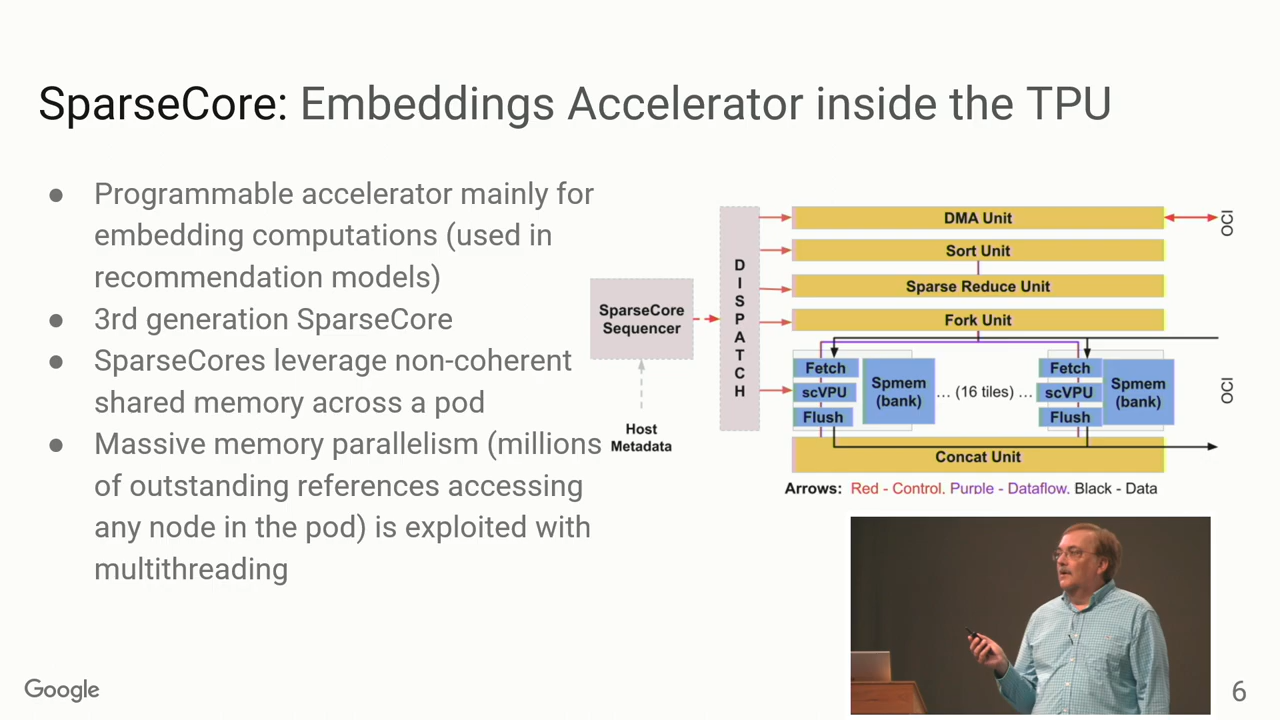 SparseCore: Embeddings Accelerator inside the TPU
● Programmable accelerator mainly for
embedding computations (used in
recommendation models)
● 3rd generation SparseCore
● SparseCores leverage non-coherent
shared memory across a pod
● Massive memory parallelism (millions
of outstanding references accessing
any node in the pod) is exploited with
multithreading
SparseCore
Sequencer
Host
Metadata
D
I
S
P
A
T
C
H
DMA Unit
OCI
Sort Unit
Sparse Reduce Unit
Fork Unit
Fetch
scVPU
Flush
Spmem
(bank)
... (16 tiles) ...
Fetch
scVPU
Flush
Spmem
(bank)
OCI
Concat Unit
Arrows: Red - Control, Purple - Dataflow, Black - Data
Google
6